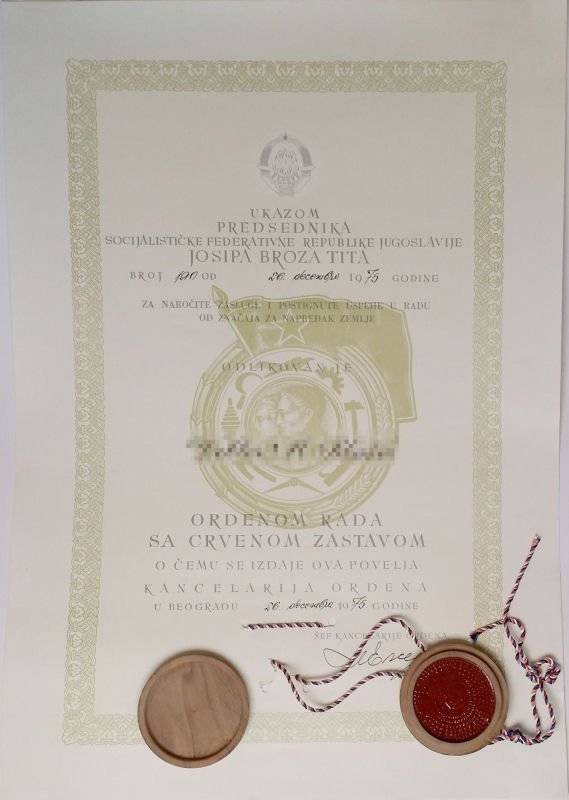 UKAZOM
PREDSEDNIKA
SOCIJALISTIČKE FEDERATIVNE REPUBLIKE JUGOSLAVIJE
JOSIPA BROZA TITA
BROJ 190 OD 26. decembra 1975 GODINE
ZA NAROČITE ZASLUGE I POSTIGNUTE USPEHE U RADU
OD ZNAČAJA ZA NAPREDAK ZEMLJE
ODLIKOVAN JE
ORDENOM RADA
SA CRVENOM ZASTAVOM
O ČEMU SE IZDAJE OVA POVELJA
KANCELARIJA ORDENA
U BEOGRADU 26. decembra 1975 GODINE
ŠEF KANCELARIJE ORDENA